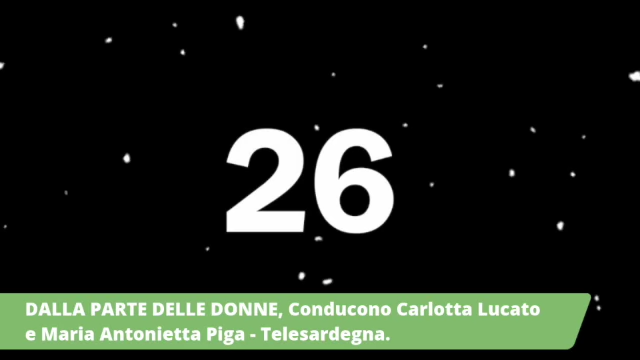 26
DALLA PARTE DELLE DONNE, Conducono Carlotta Lucato
e Maria Antonietta Piga - Telesardegna.